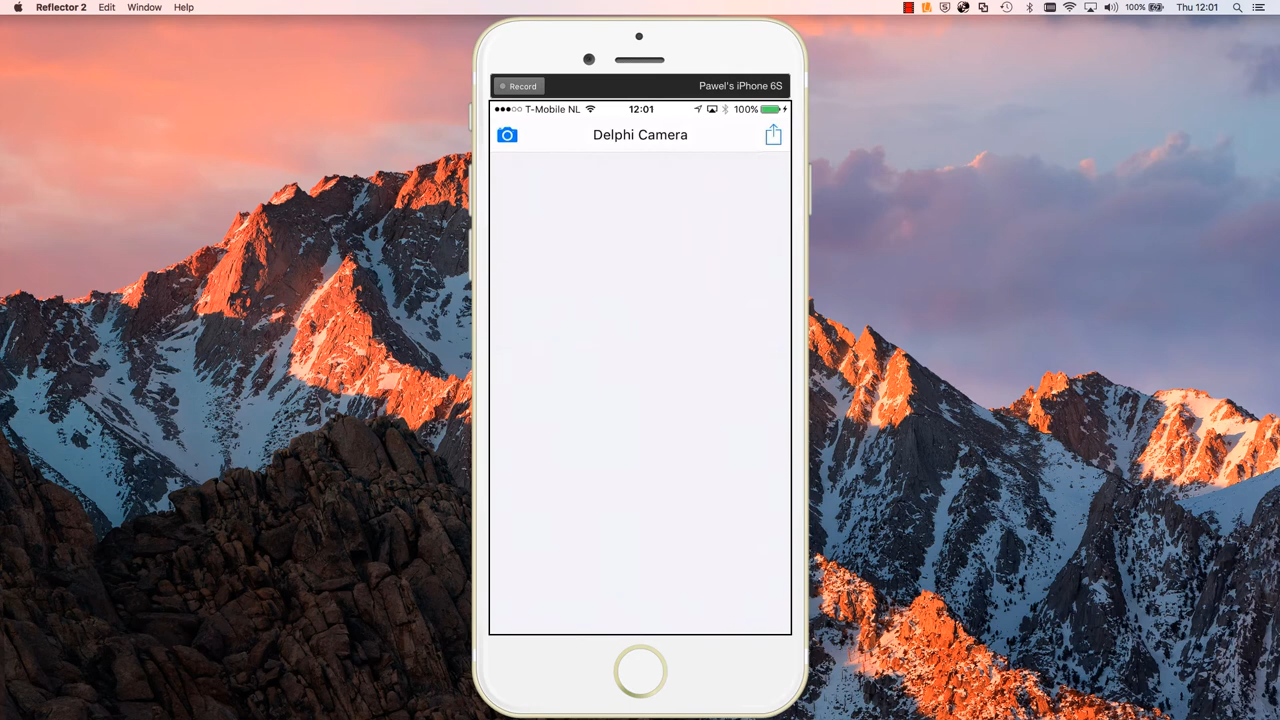 Reflector 2 Edit Window Help 100% Thu 12:01
Record Pawel's iPhone 6S
T-Mobile NL 12:01 100%
Delphi Camera